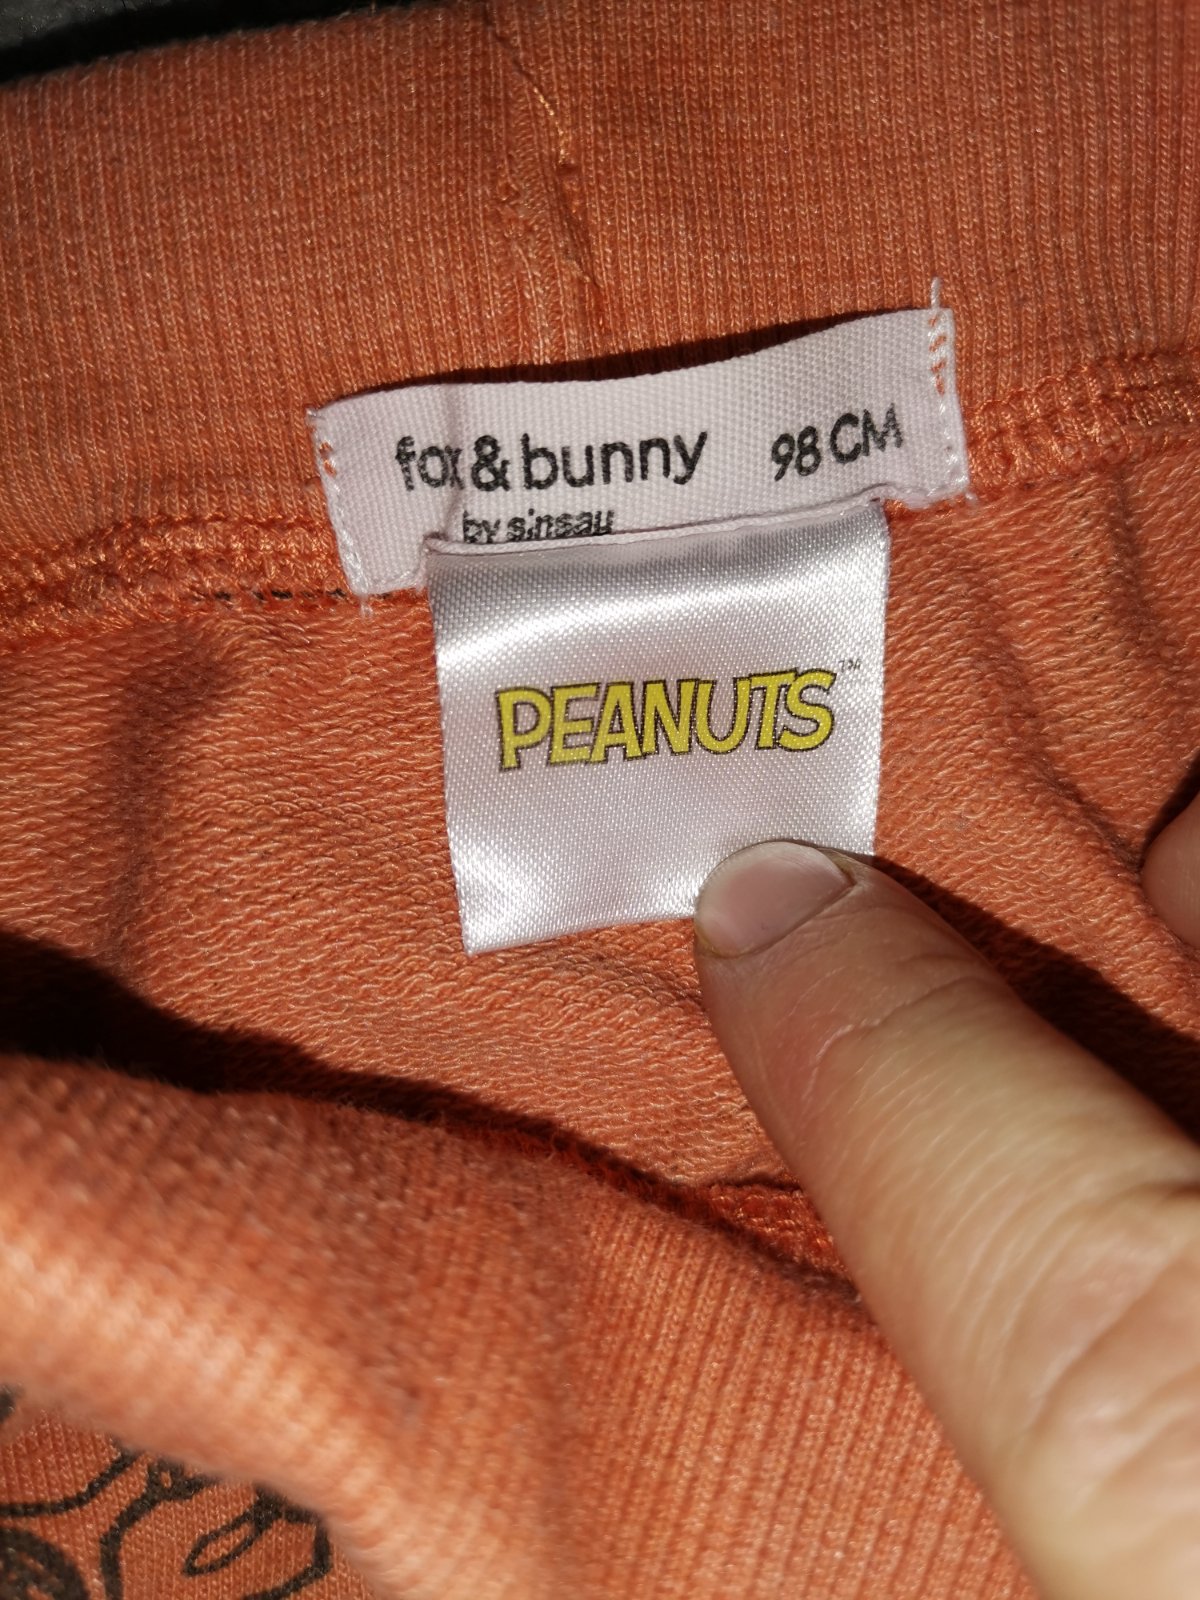 fox & bunny 98 CM
by sinsay
PEANUTS™